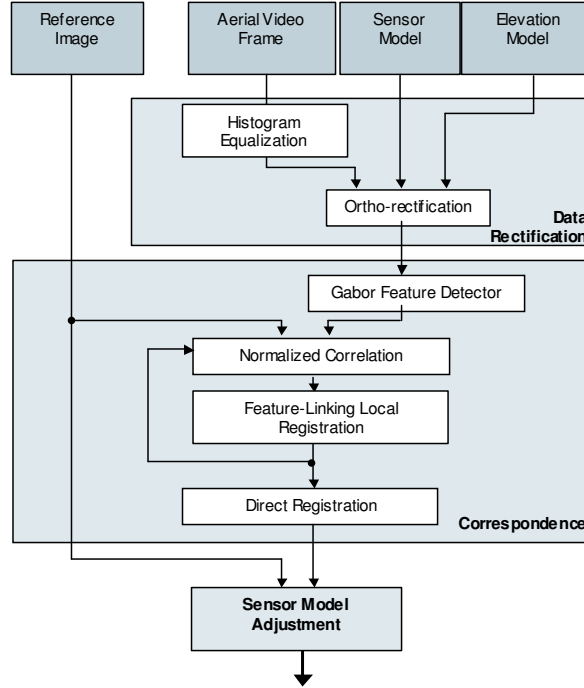 Reference
Image
Aerial Video
Frame
Sensor
Model
Elevation
Model
Histogram
Equalization
Ortho-rectification
Data
Rectification
Gabor Feature Detector
Normalized Correlation
Feature-Linking Local
Registration
Direct Registration
Correspondence
Sensor Model
Adjustment